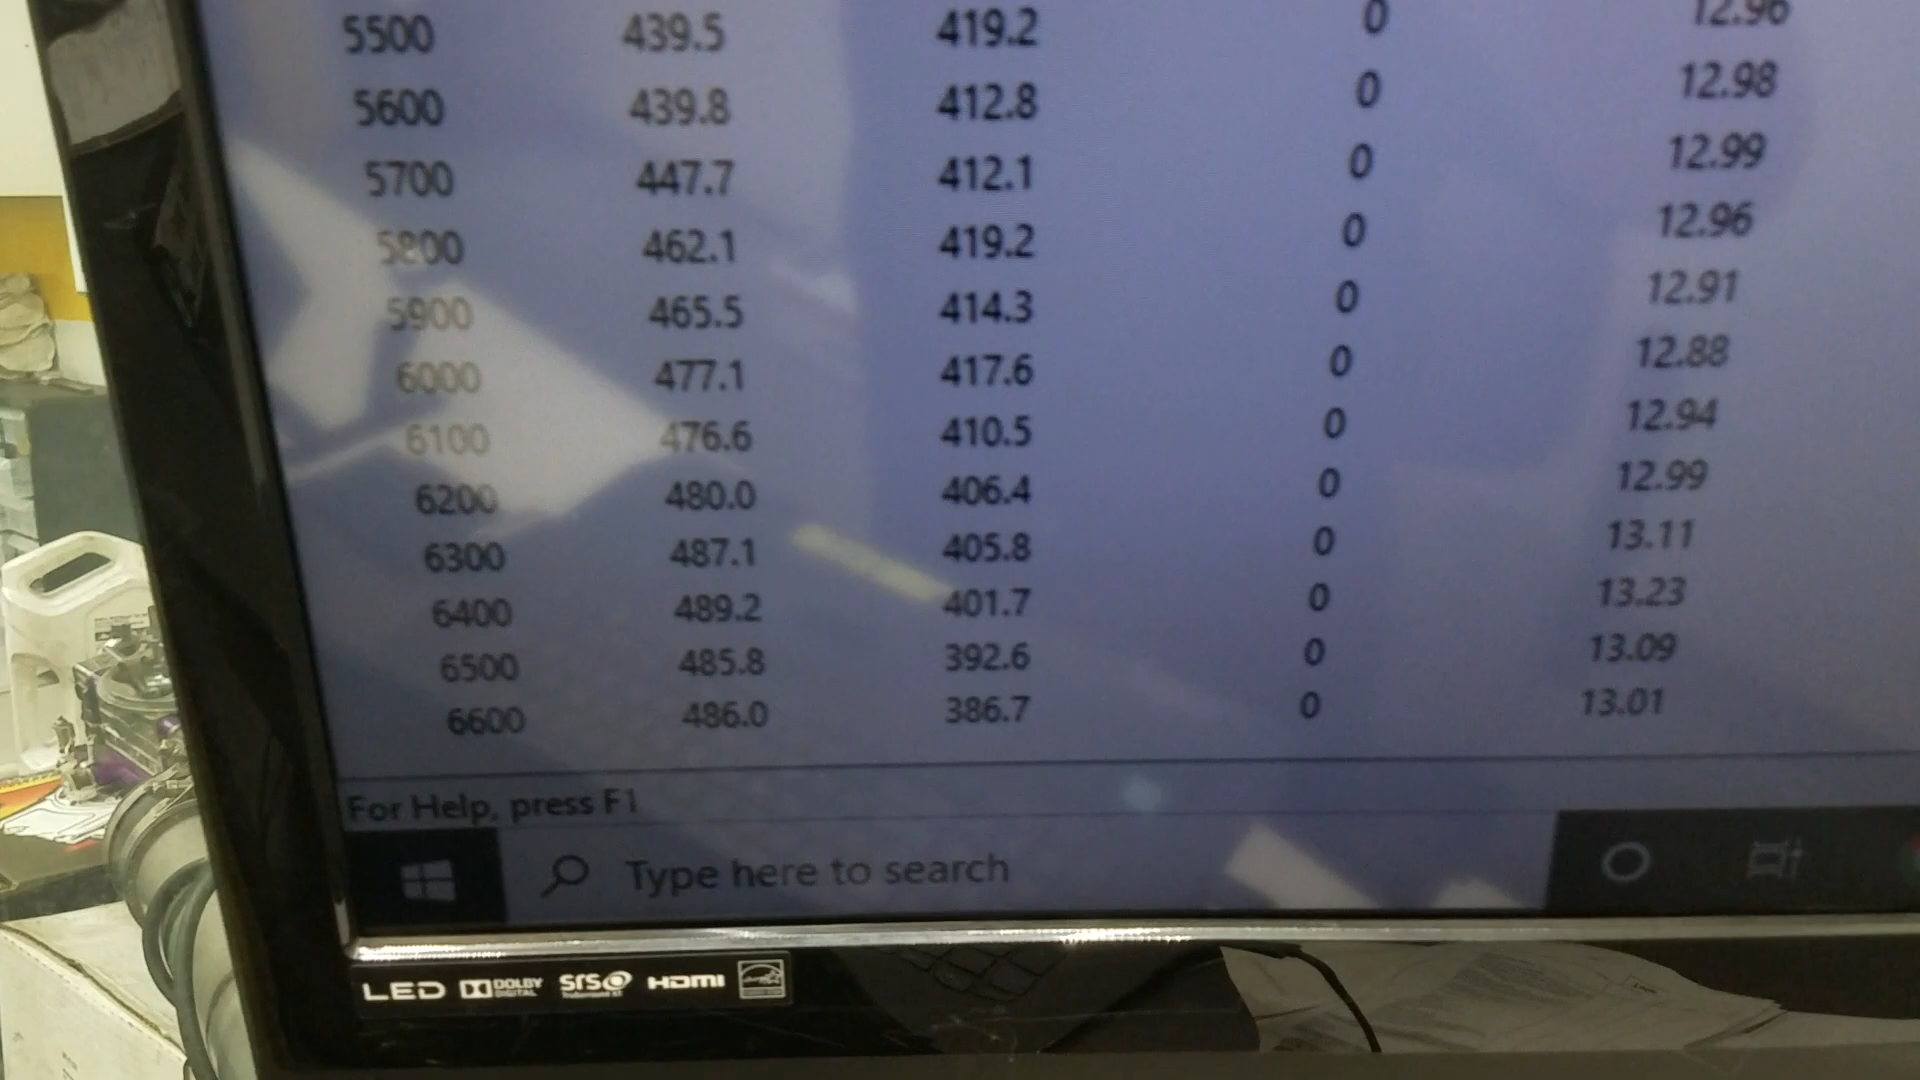 5500 439.5 419.2 0 12.96
5600 439.8 412.8 0 12.98
5700 447.7 412.1 0 12.99
5800 462.1 419.2 0 12.96
5900 465.5 414.3 0 12.91
6000 477.1 417.6 0 12.88
6100 476.6 410.5 0 12.94
6200 480.0 406.4 0 12.99
6300 487.1 405.8 0 13.11
6400 489.2 401.7 0 13.23
6500 485.8 392.6 0 13.09
6600 486.0 386.7 0 13.01
For Help, press F1
Type here to search
LED DOLBY DIGITAL SRS HDMI